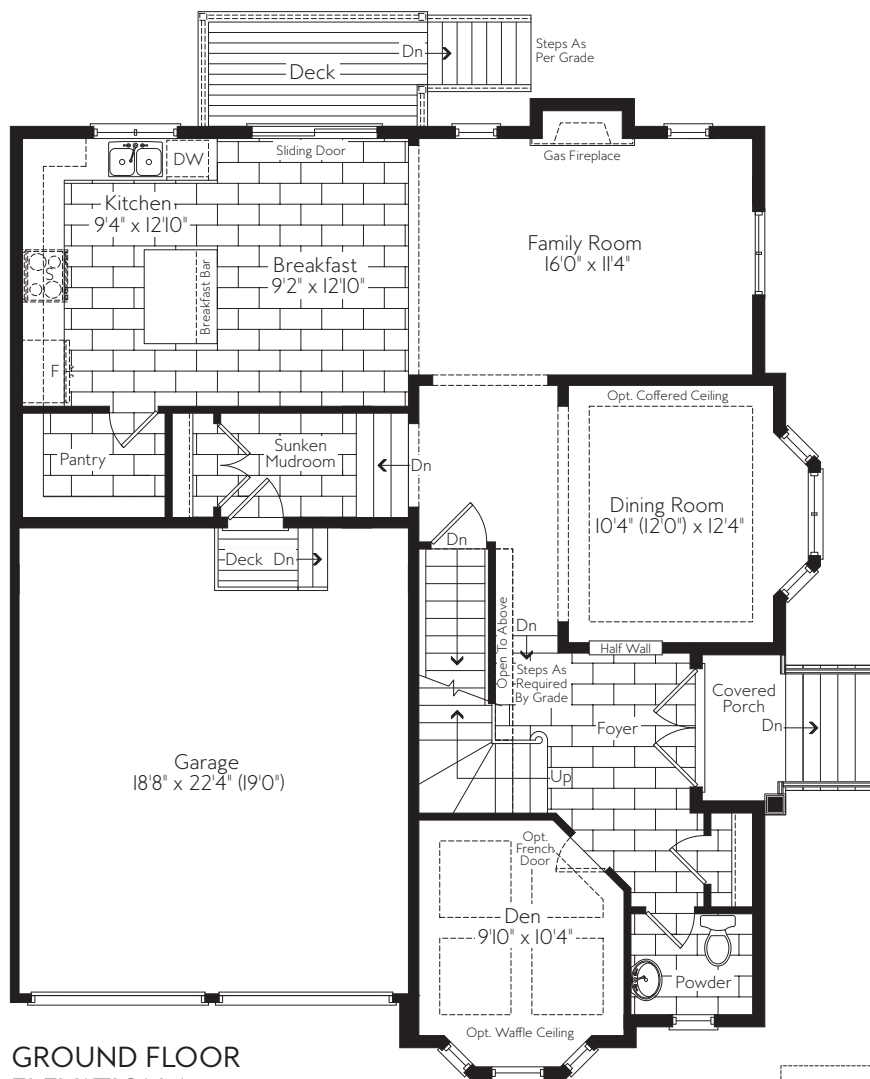 Deck
Dn
Steps As
Per Grade
DW
Sliding Door
Gas Fireplace
Kitchen
9'4" x 12'10"
Breakfast
9'2" x 12'10"
Family Room
16'0" x 11'4"
S
Breakfast Bar
F
Opt. Coffered Ceiling
Pantry
Sunken
Mudroom
Dn
Dining Room
10'4" (12'0") x 12'4"
Deck Dn
Dn
Open To Above
Dn
Steps As
Required
By Grade
Half Wall
Foyer
Covered
Porch
Dn
Garage
18'8" x 22'4" (19'0")
Up
Opt.
French
Door
Den
9'10" x 10'4"
Powder
Opt. Waffle Ceiling
GROUND FLOOR